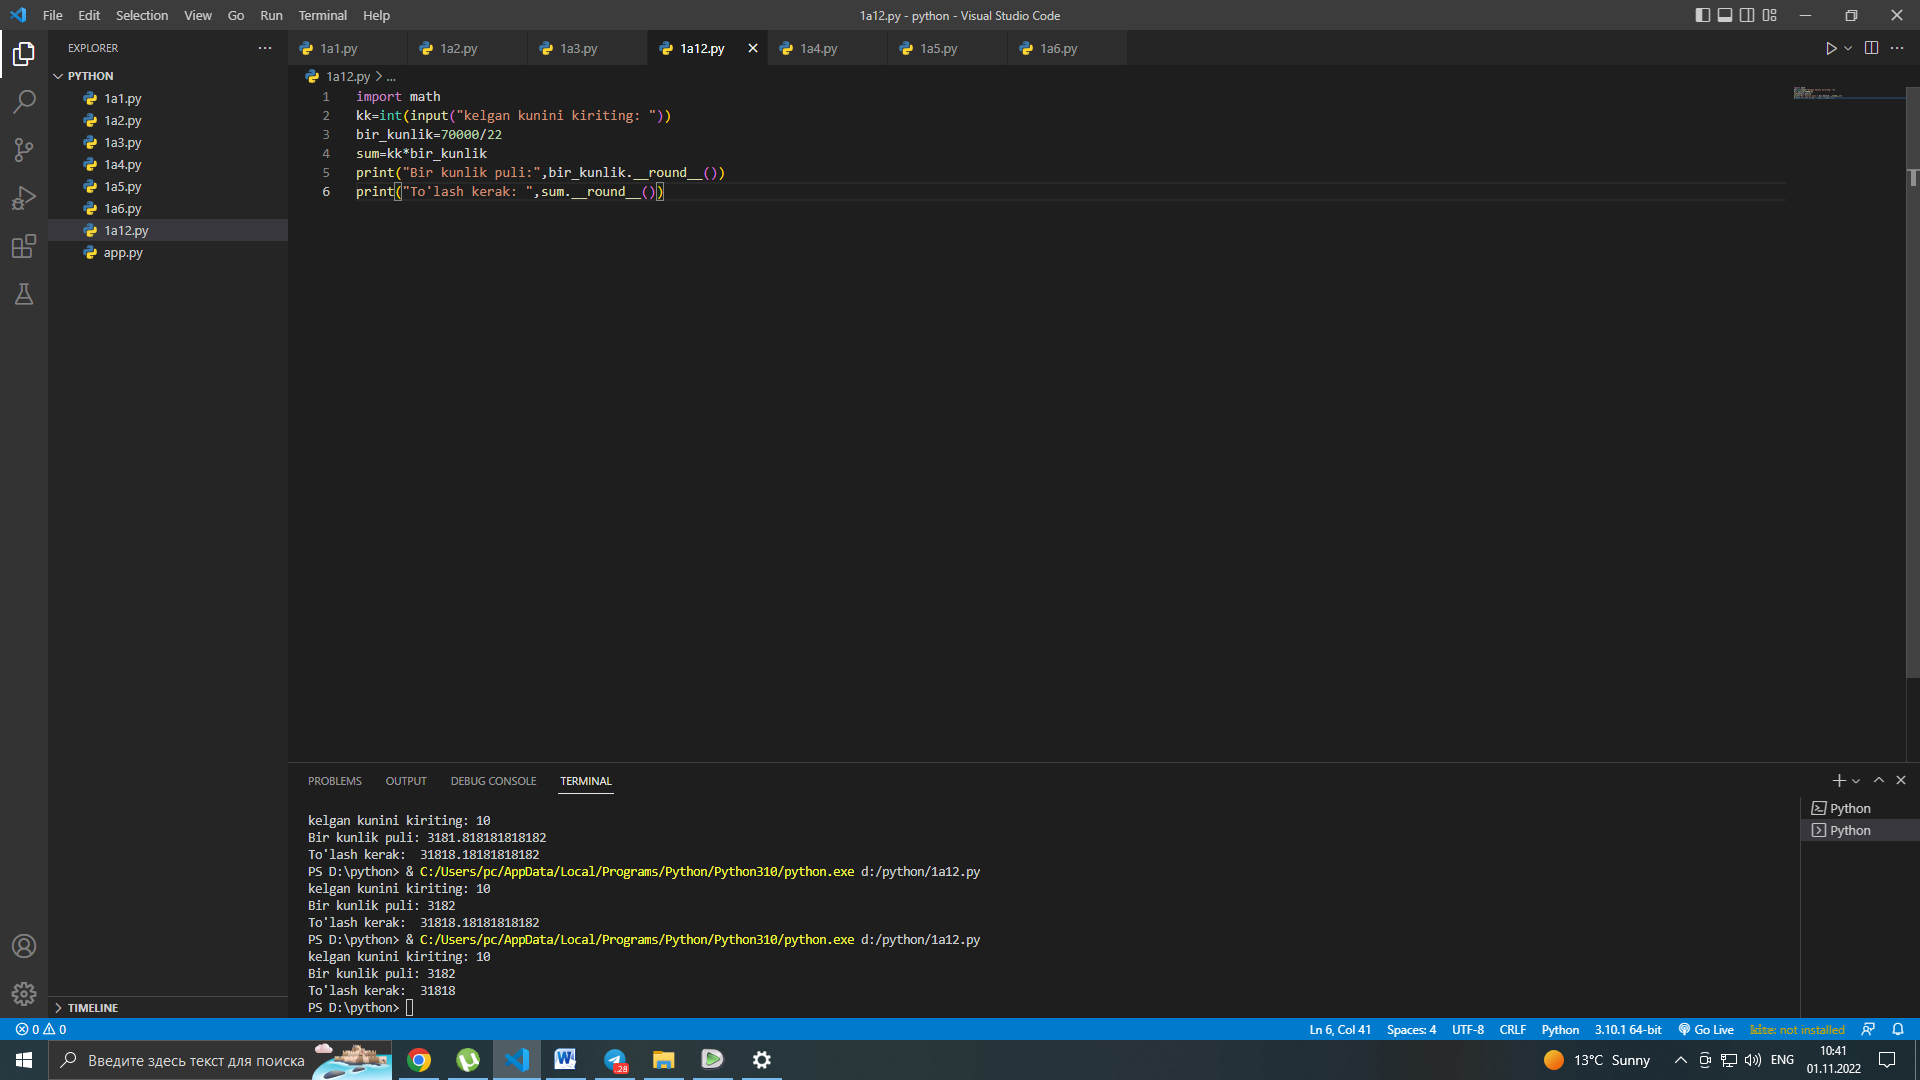 File Edit Selection View Go Run Terminal Help
1a12.py - python - Visual Studio Code
EXPLORER
1a1.py 1a2.py 1a3.py 1a12.py 1a4.py 1a5.py 1a6.py
PYTHON
1a1.py
1a2.py
1a3.py
1a4.py
1a5.py
1a6.py
1a12.py
app.py
1a12.py > ...
1 import math
2 kk=int(input("kelgan kunini kiriting: "))
3 bir_kunlik=70000/22
4 sum=kk*bir_kunlik
5 print("Bir kunlik puli:",bir_kunlik.__round__())
6 print("To'lash kerak: ",sum.__round__())
PROBLEMS OUTPUT DEBUG CONSOLE TERMINAL
kelgan kunini kiriting: 10
Bir kunlik puli: 3181.818181818182
To'lash kerak:  31818.18181818182
PS D:\python> & C:/Users/pc/AppData/Local/Programs/Python/Python310/python.exe d:/python/1a12.py
kelgan kunini kiriting: 10
Bir kunlik puli: 3182
To'lash kerak:  31818.18181818182
PS D:\python> & C:/Users/pc/AppData/Local/Programs/Python/Python310/python.exe d:/python/1a12.py
kelgan kunini kiriting: 10
Bir kunlik puli: 3182
To'lash kerak:  31818
PS D:\python>
Python
Python
TIMELINE
0 0
Ln 6, Col 41 Spaces: 4 UTF-8 CRLF Python 3.10.1 64-bit Go Live kite: not installed
Введите здесь текст для поиска
.28
13°C Sunny
ENG
10:41
01.11.2022